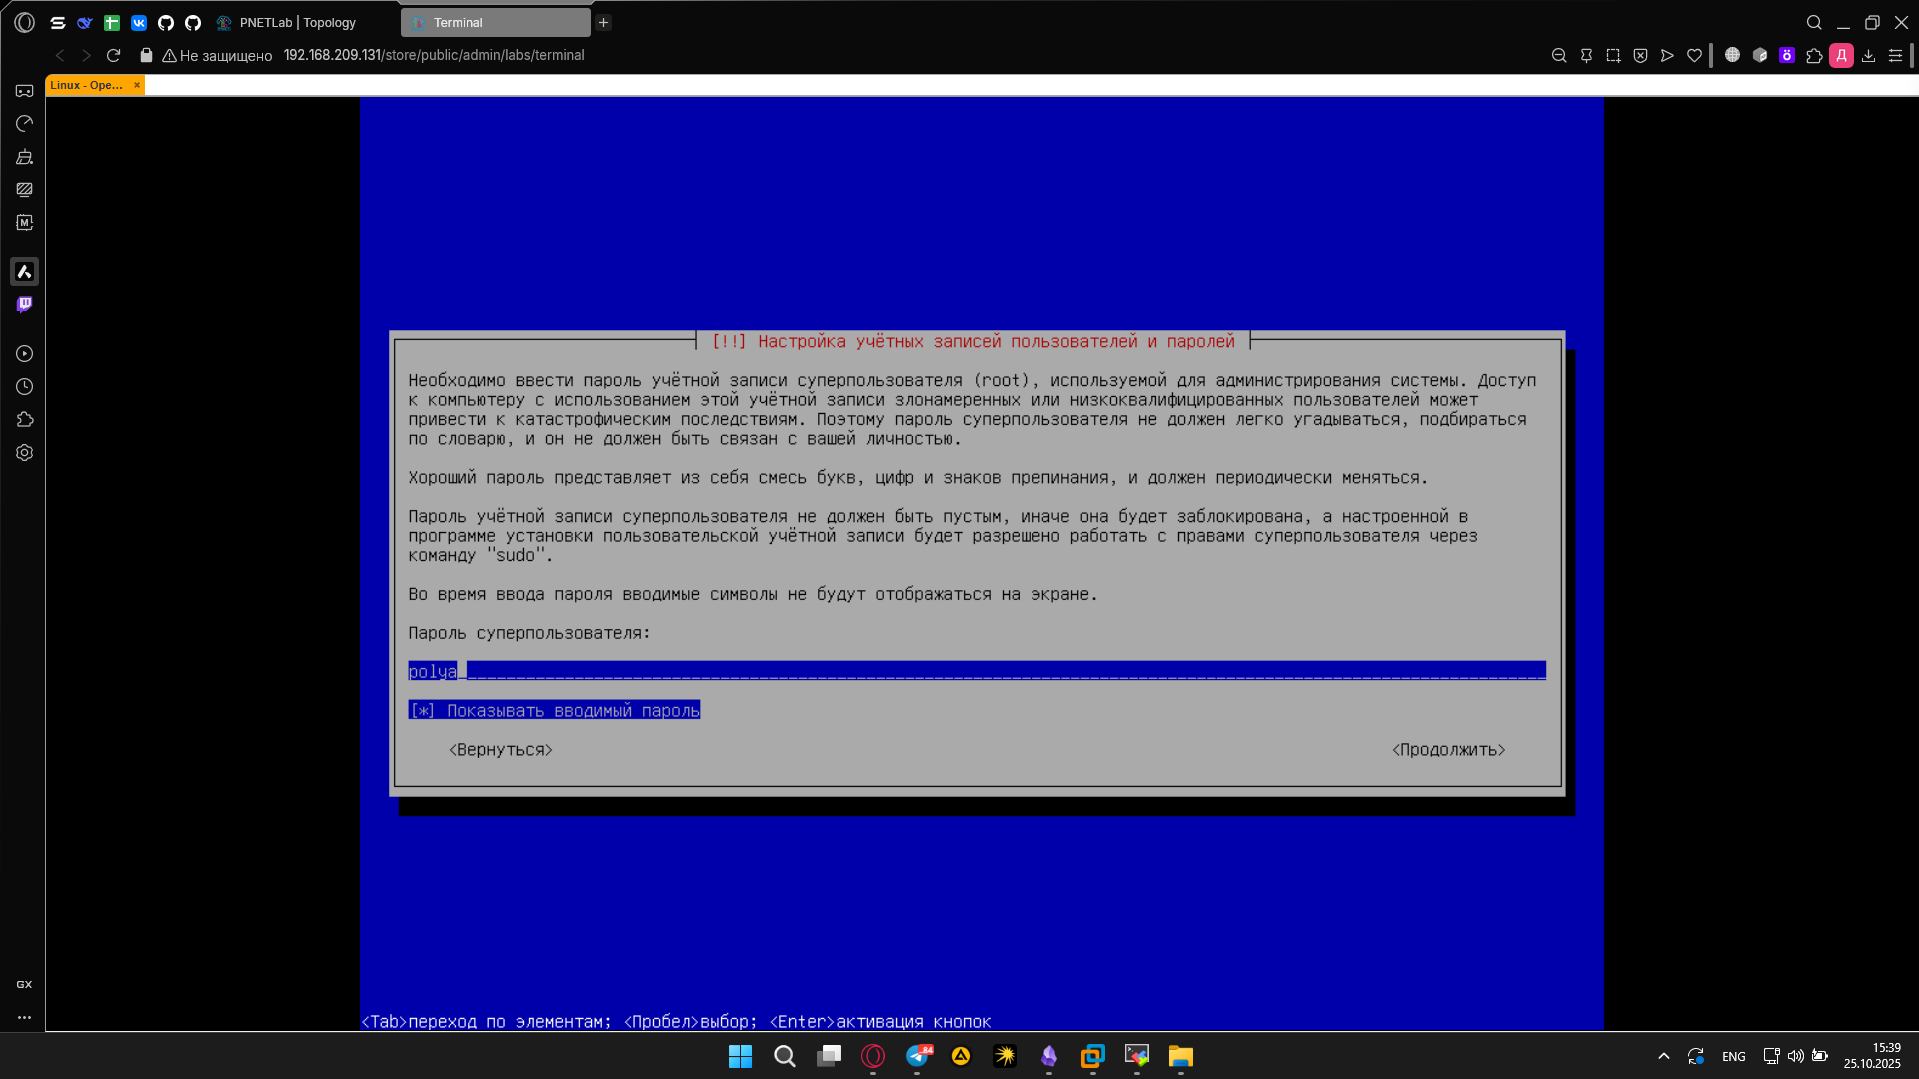 PNETLab | Topology
Terminal
Не защищено
192.168.209.131/store/public/admin/labs/terminal
Д
Linux - Ope...
[!!] Настройка учётных записей пользователей и паролей
Необходимо ввести пароль учётной записи суперпользователя (root), используемой для администрирования системы. Доступ
к компьютеру с использованием этой учётной записи злонамеренных или низкоквалифицированных пользователей может
привести к катастрофическим последствиям. Поэтому пароль суперпользователя не должен легко угадываться, подбираться
по словарю, и он не должен быть связан с вашей личностью.
Хороший пароль представляет из себя смесь букв, цифр и знаков препинания, и должен периодически меняться.
Пароль учётной записи суперпользователя не должен быть пустым, иначе она будет заблокирована, а настроенной в
программе установки пользовательской учётной записи будет разрешено работать с правами суперпользователя через
команду "sudo".
Во время ввода пароля вводимые символы не будут отображаться на экране.
Пароль суперпользователя:
polya
[*] Показывать вводимый пароль
<Вернуться>
<Продолжить>
GX
<Tab>переход по элементам; <Пробел>выбор; <Enter>активация кнопок
84
ENG
15:39
25.10.2025